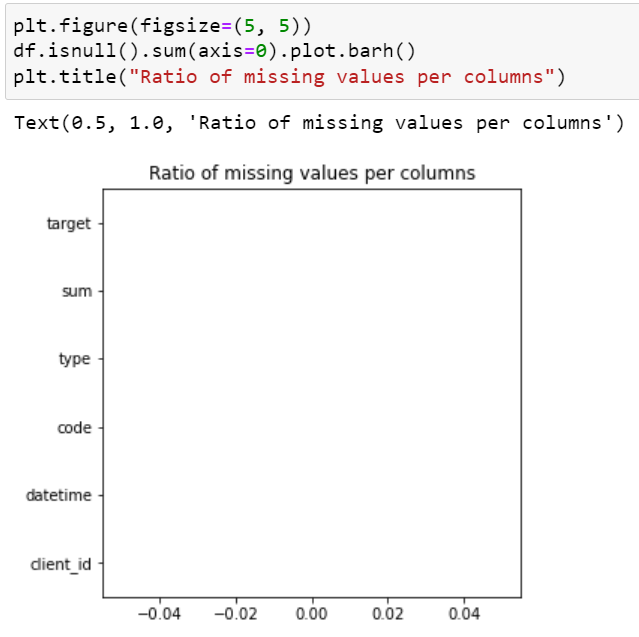 plt.figure(figsize=(5, 5))
df.isnull().sum(axis=0).plot.barh()
plt.title("Ratio of missing values per columns")
Text(0.5, 1.0, 'Ratio of missing values per columns')
Ratio of missing values per columns
target
sum
type
code
datetime
client_id
−0.04 −0.02 0.00 0.02 0.04